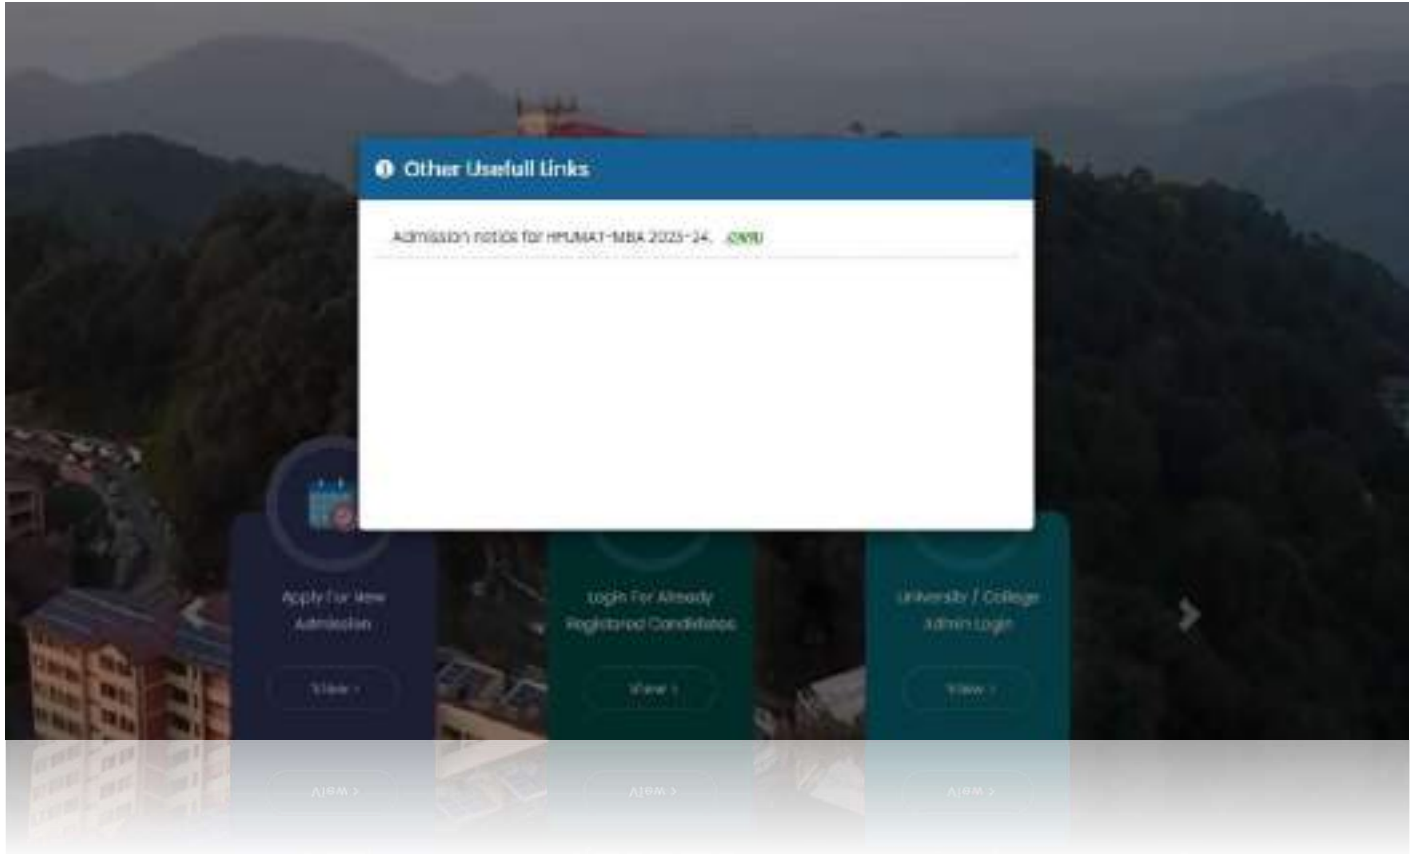 Other Usefull Links
Admission notice for HPUMAT-MBA 2023-24.
Apply For New
Admission
View >
Login For Already
Registered Candidates
View >
University / College
Admin Login
View >